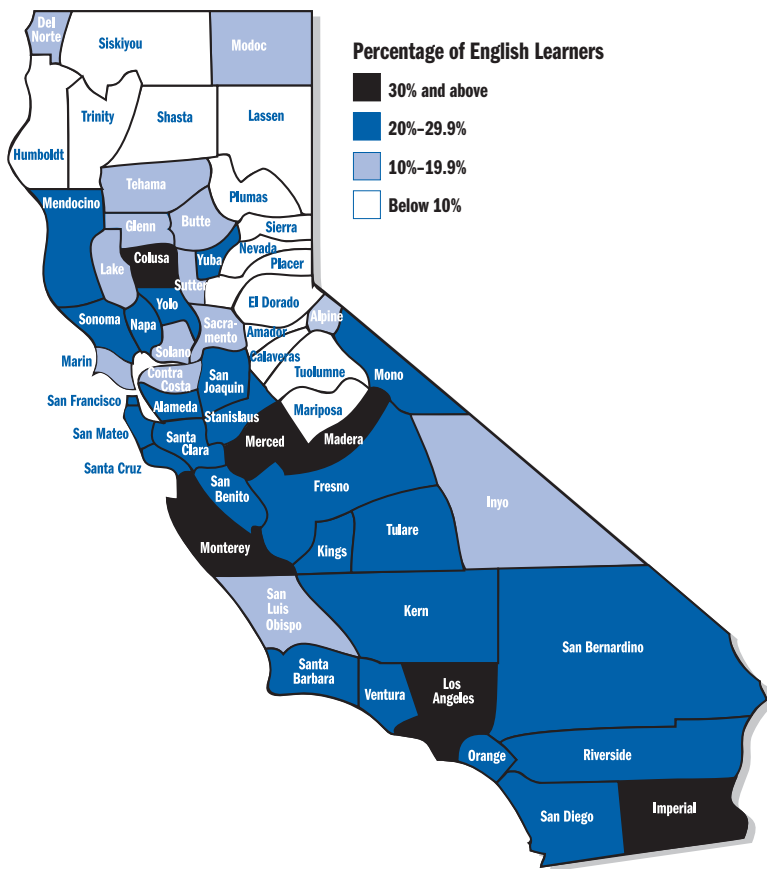 Del
Norte
Siskiyou
Modoc
Percentage of English Learners
30% and above
20%–29.9%
10%–19.9%
Below 10%
Trinity
Shasta
Lassen
Humboldt
Tehama
Plumas
Mendocino
Glenn
Butte
Sierra
Colusa
Lake
Yuba
Nevada
Placer
Sutter
Yolo
El Dorado
Sonoma
Napa
Sacra-
mento
Alpine
Amador
Solano
Marin
Calaveras
Contra
Costa
San
Joaquin
Tuolumne
Mono
San Francisco
Alameda
Stanislaus
Mariposa
San Mateo
Santa
Clara
Merced
Madera
Santa Cruz
San
Benito
Fresno
Inyo
Monterey
Kings
Tulare
San
Luis
Obispo
Kern
San Bernardino
Santa
Barbara
Ventura
Los
Angeles
Orange
Riverside
San Diego
Imperial